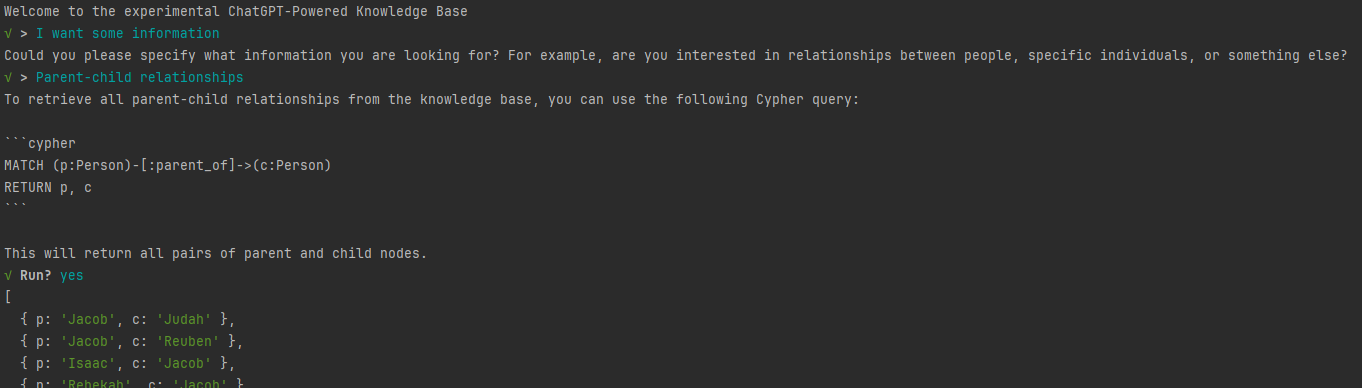 Welcome to the experimental ChatGPT-Powered Knowledge Base
√ > I want some information
Could you please specify what information you are looking for? For example, are you interested in relationships between people, specific individuals, or something else?
√ > Parent-child relationships
To retrieve all parent-child relationships from the knowledge base, you can use the following Cypher query:
```cypher
MATCH (p:Person)-[:parent_of]->(c:Person)
RETURN p, c
```
This will return all pairs of parent and child nodes.
√ Run? yes
[
  { p: 'Jacob', c: 'Judah' },
  { p: 'Jacob', c: 'Reuben' },
  { p: 'Isaac', c: 'Jacob' },
  { p: 'Rebekah', c: 'Jacob' }